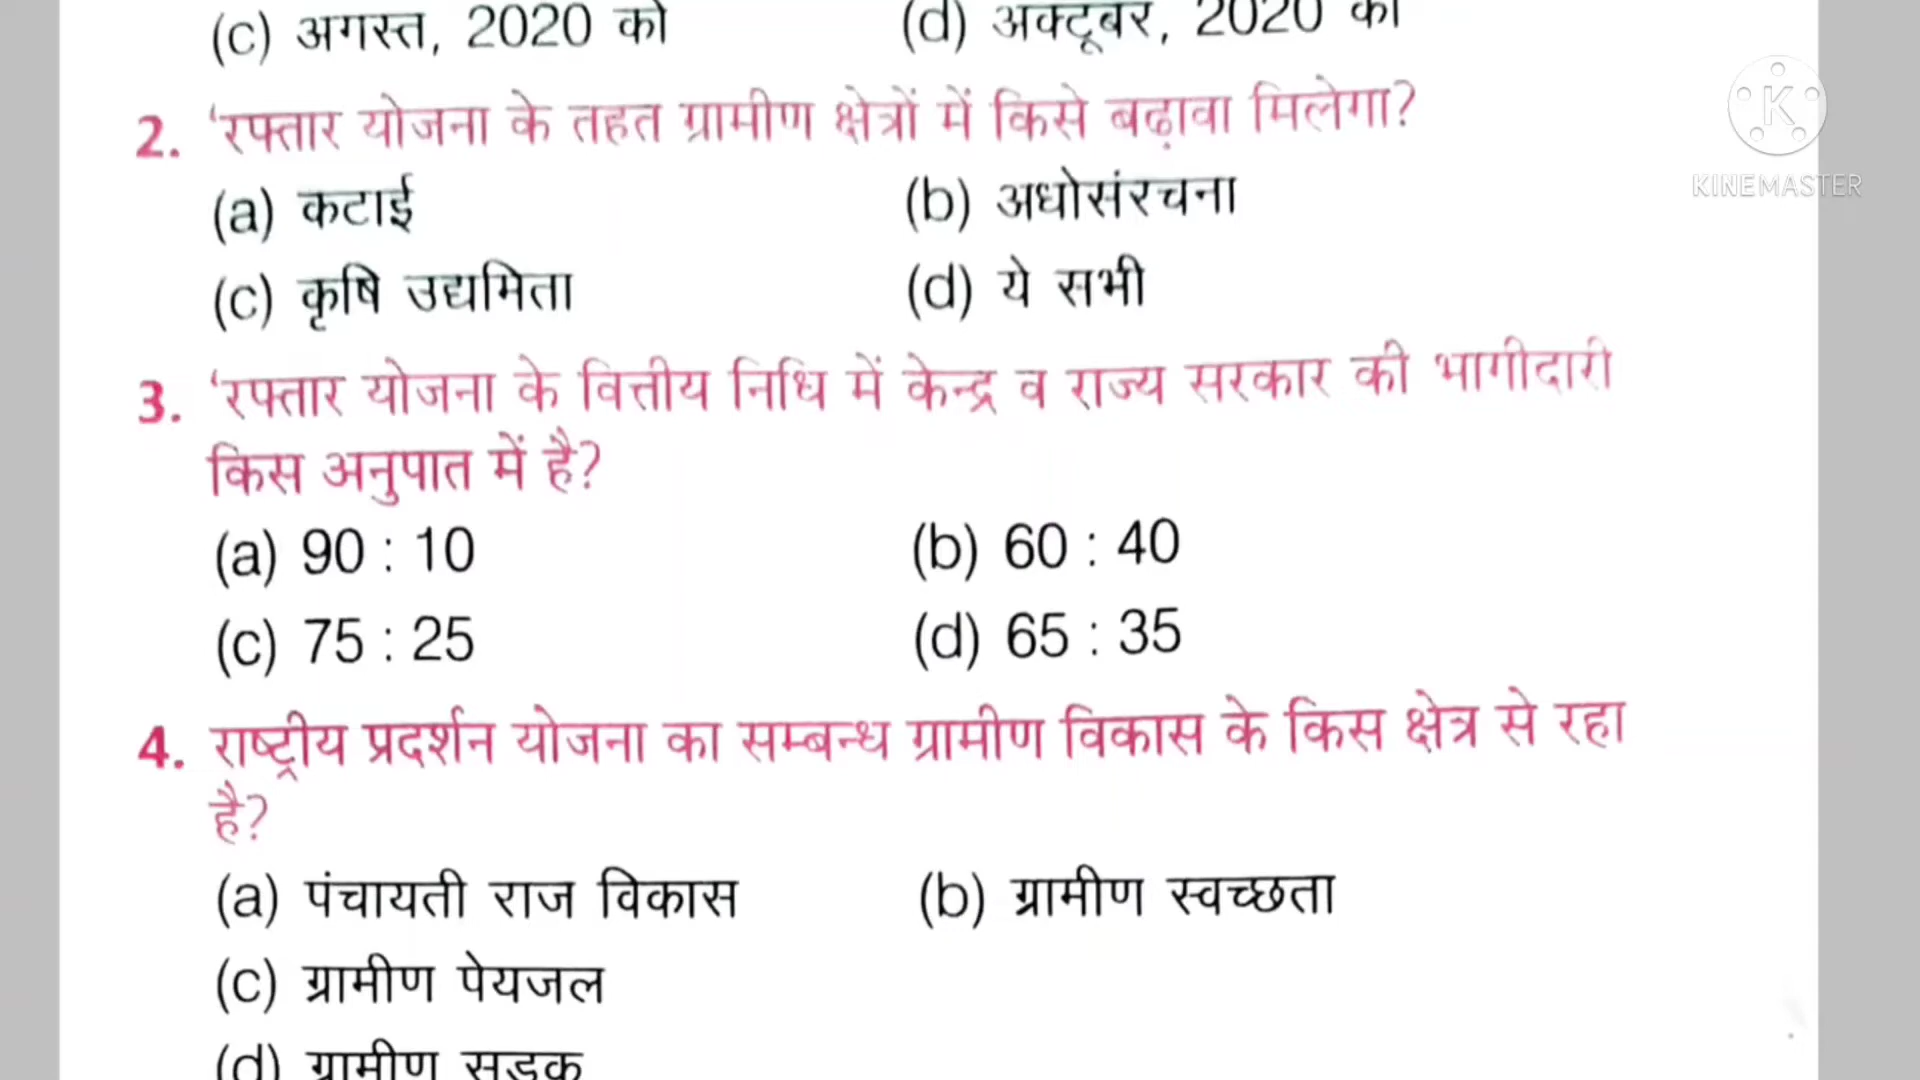 (c) अगस्त, 2020 को (d) अक्टूबर, 2020 को
2. ‘रफ्तार योजना के तहत ग्रामीण क्षेत्रों में किसे बढ़ावा मिलेगा?
(a) कटाई (b) अधोसंरचना
(c) कृषि उद्यमिता (d) ये सभी
3. ‘रफ्तार योजना के वित्तीय निधि में केन्द्र व राज्य सरकार की भागीदारी
किस अनुपात में है?
(a) 90 : 10 (b) 60 : 40
(c) 75 : 25 (d) 65 : 35
4. राष्ट्रीय प्रदर्शन योजना का सम्बन्ध ग्रामीण विकास के किस क्षेत्र से रहा
है?
(a) पंचायती राज विकास (b) ग्रामीण स्वच्छता
(c) ग्रामीण पेयजल
(d) ग्रामीण सड़क
K
KINEMASTER